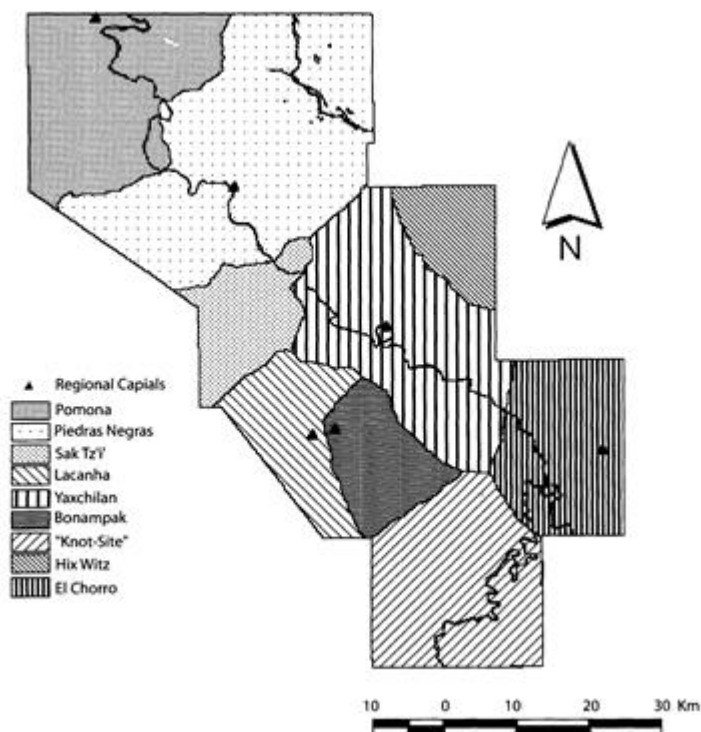 N
Regional Capials
Pomona
Piedras Negras
Sak Tz'i'
Lacanha
Yaxchilan
Bonampak
"Knot-Site"
Hix Witz
El Chorro
10 0 10 20 30 Km